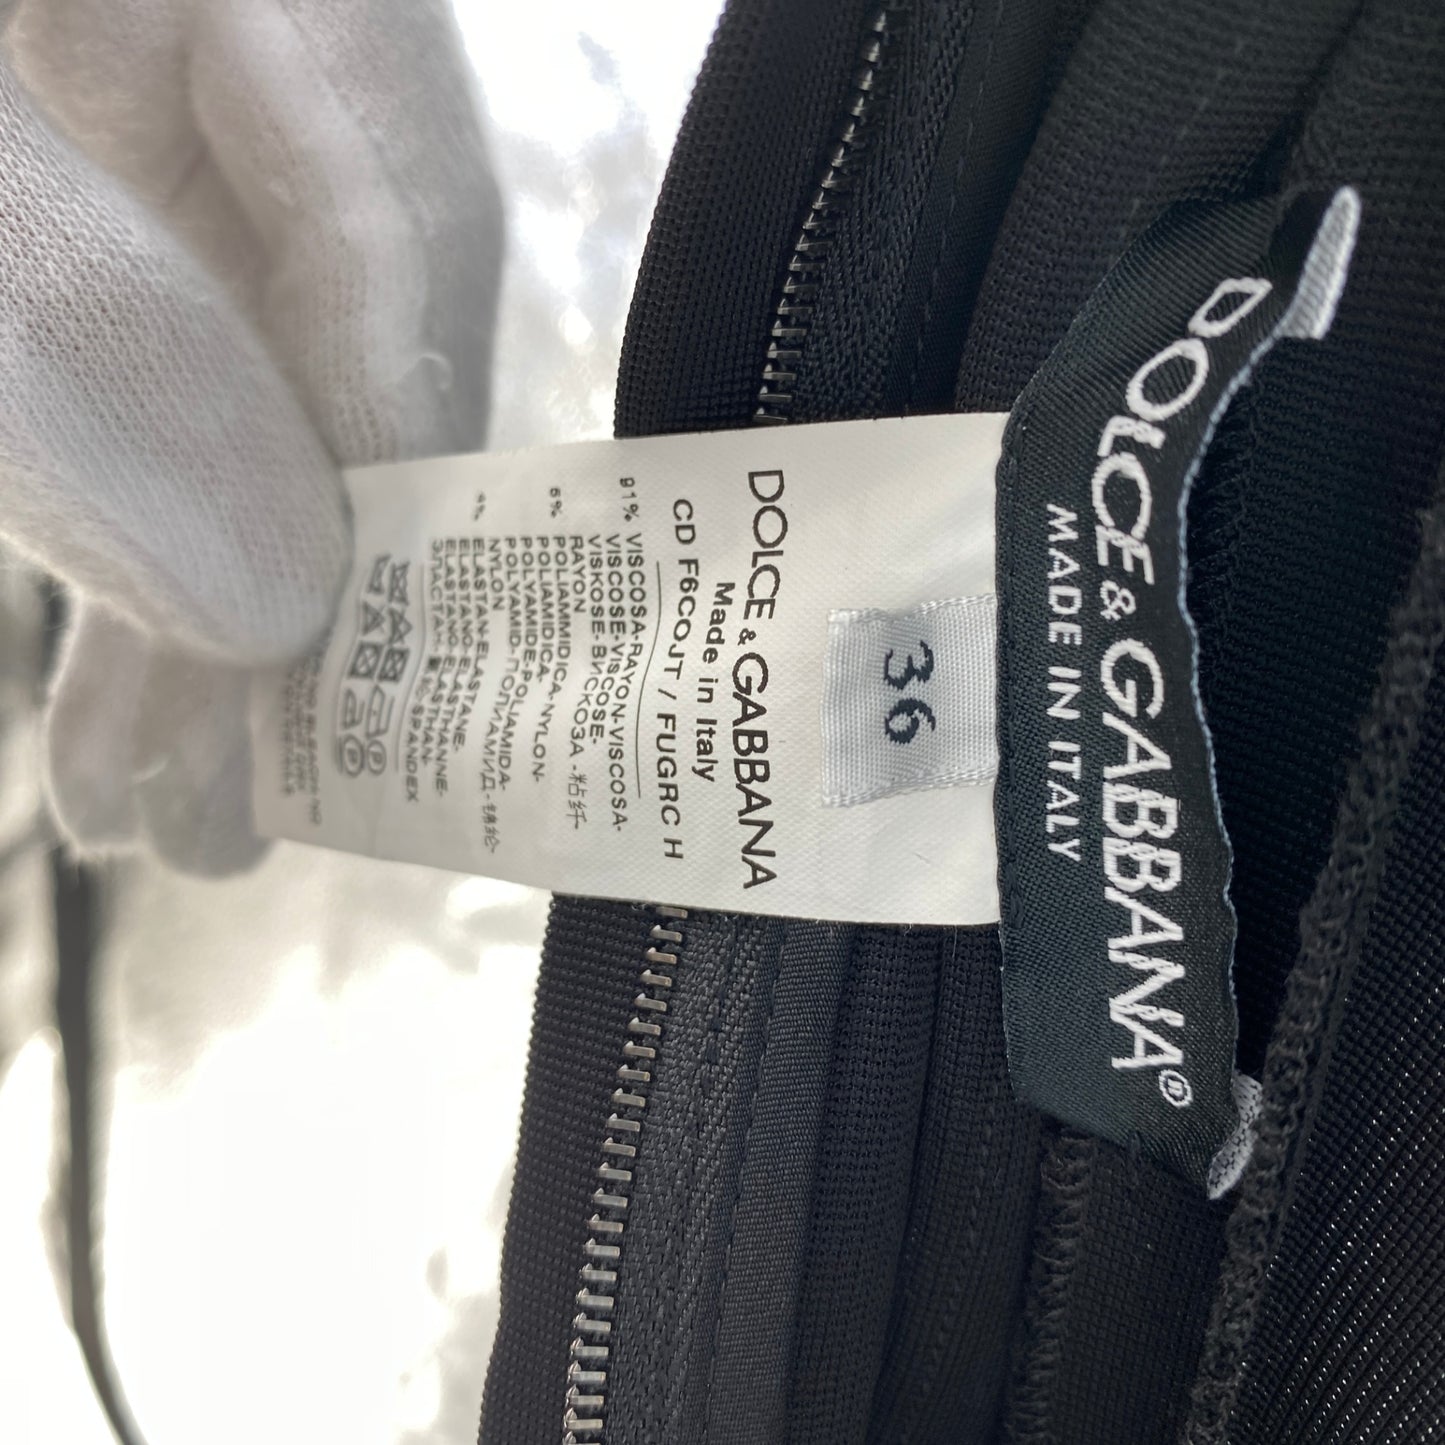 DOLCE & GABBANA®
MADE IN ITALY
36
DOLCE & GABBANA
Made in Italy
CD F6COJT / FUGRC H
91% VISCOSA-RAYON-VISCOSA-
VISCOSE-VISCOSE-
VISKOSE-ВИСКОЗА-粘纤-
RAYON
5% POLIAMMIDICA-NYLON-
POLIAMIDICA-
POLYAMIDE-POLIAMIDA-
POLYAMID-ПОЛИАМИД-锦纶-
NYLON
4% ELASTAN-ELASTANE-
ELASTANO-ELASTHANNE-
ELASTANO-ELASTHAN-
ЭЛАСТАН-氨纶-SPANDEX